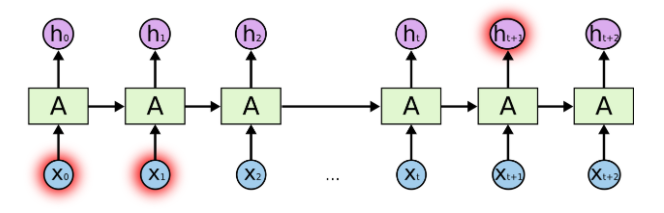 h₀ h₁ h₂ hₜ hₜ₊₁ hₜ₊₂
A A A A A A
x₀ x₁ x₂ ... xₜ xₜ₊₁ xₜ₊₂